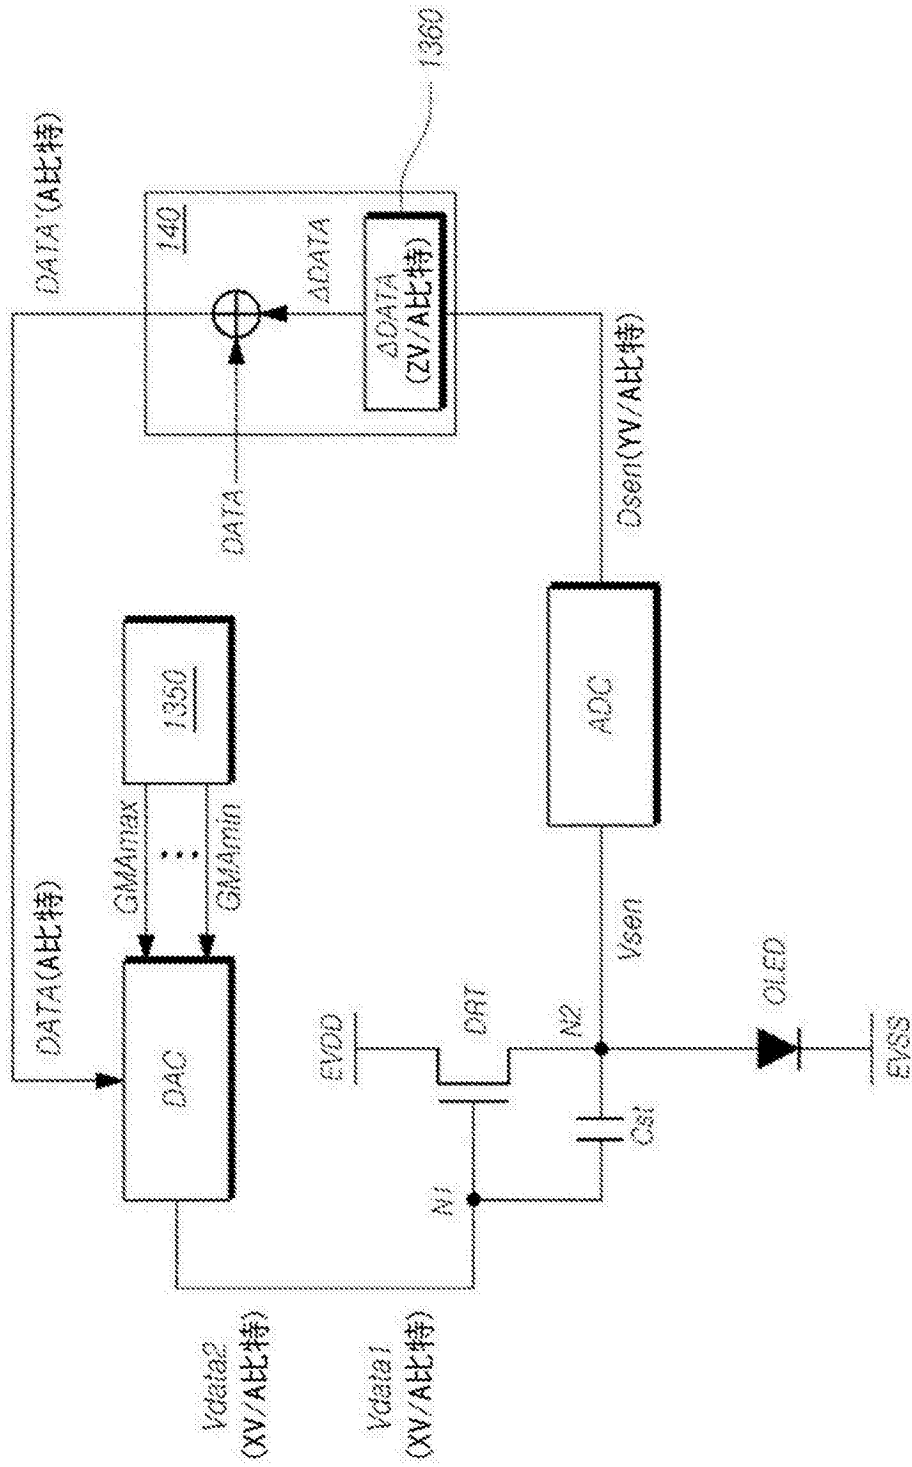 DATA(A比特)
DATA'(A比特)
DAC
GMAmax
GMAmin
1350
140
DATA
ΔDATA
ΔDATA
(ZV/A比特)
1360
Vdata2
(XV/A比特)
Vdata1
(XV/A比特)
N1
EVDD
DRT
N2
Cst
Vsen
ADC
Dsen(YV/A比特)
OLED
EVSS